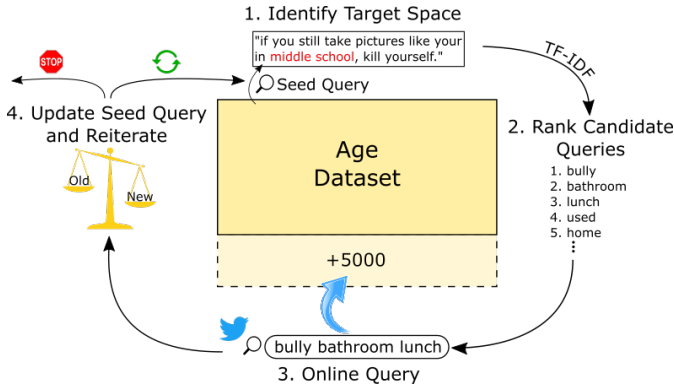 1. Identify Target Space
"if you still take pictures like your
in middle school, kill yourself."
Seed Query
TF-IDF
STOP
4. Update Seed Query
and Reiterate
Old
New
Age
Dataset
+5000
2. Rank Candidate
Queries
1. bully
2. bathroom
3. lunch
4. used
5. home
bully bathroom lunch
3. Online Query